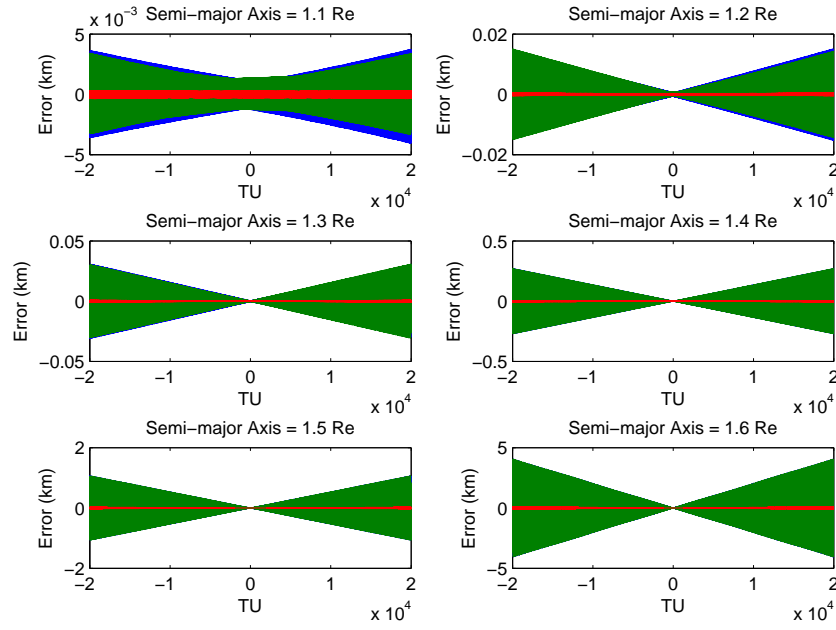 x 10⁻³
Semi−major Axis = 1.1 Re
5
0
−5
Error (km)
−2 −1 0 1 2
TU
x 10⁴
Semi−major Axis = 1.2 Re
0.02
0
−0.02
Error (km)
−2 −1 0 1 2
TU
x 10⁴
Semi−major Axis = 1.3 Re
0.05
0
−0.05
Error (km)
−2 −1 0 1 2
TU
x 10⁴
Semi−major Axis = 1.4 Re
0.5
0
−0.5
Error (km)
−2 −1 0 1 2
TU
x 10⁴
Semi−major Axis = 1.5 Re
2
0
−2
Error (km)
−2 −1 0 1 2
TU
x 10⁴
Semi−major Axis = 1.6 Re
5
0
−5
Error (km)
−2 −1 0 1 2
TU
x 10⁴